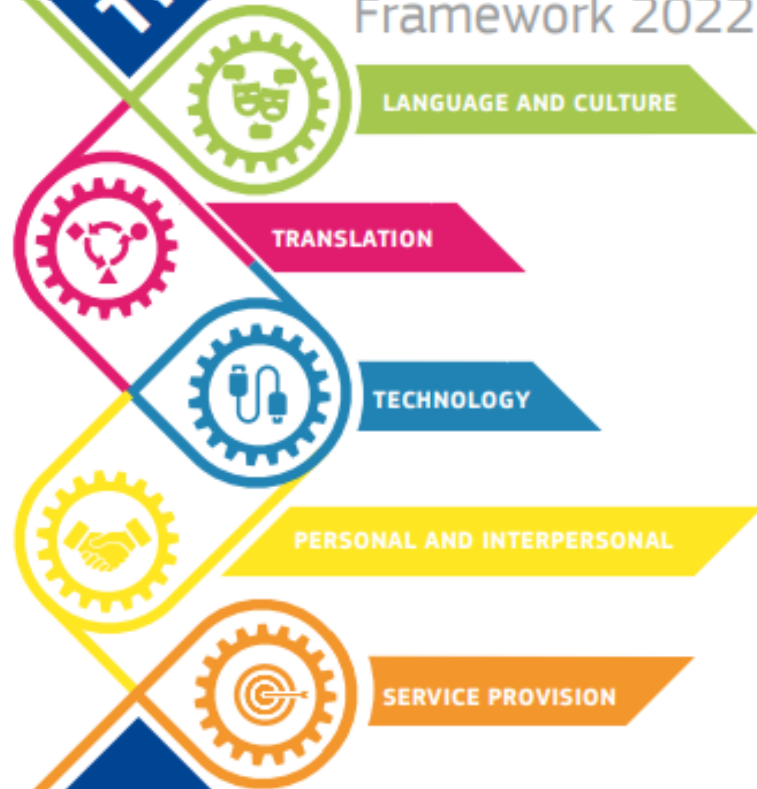 Framework 2022
LANGUAGE AND CULTURE
TRANSLATION
TECHNOLOGY
PERSONAL AND INTERPERSONAL
SERVICE PROVISION